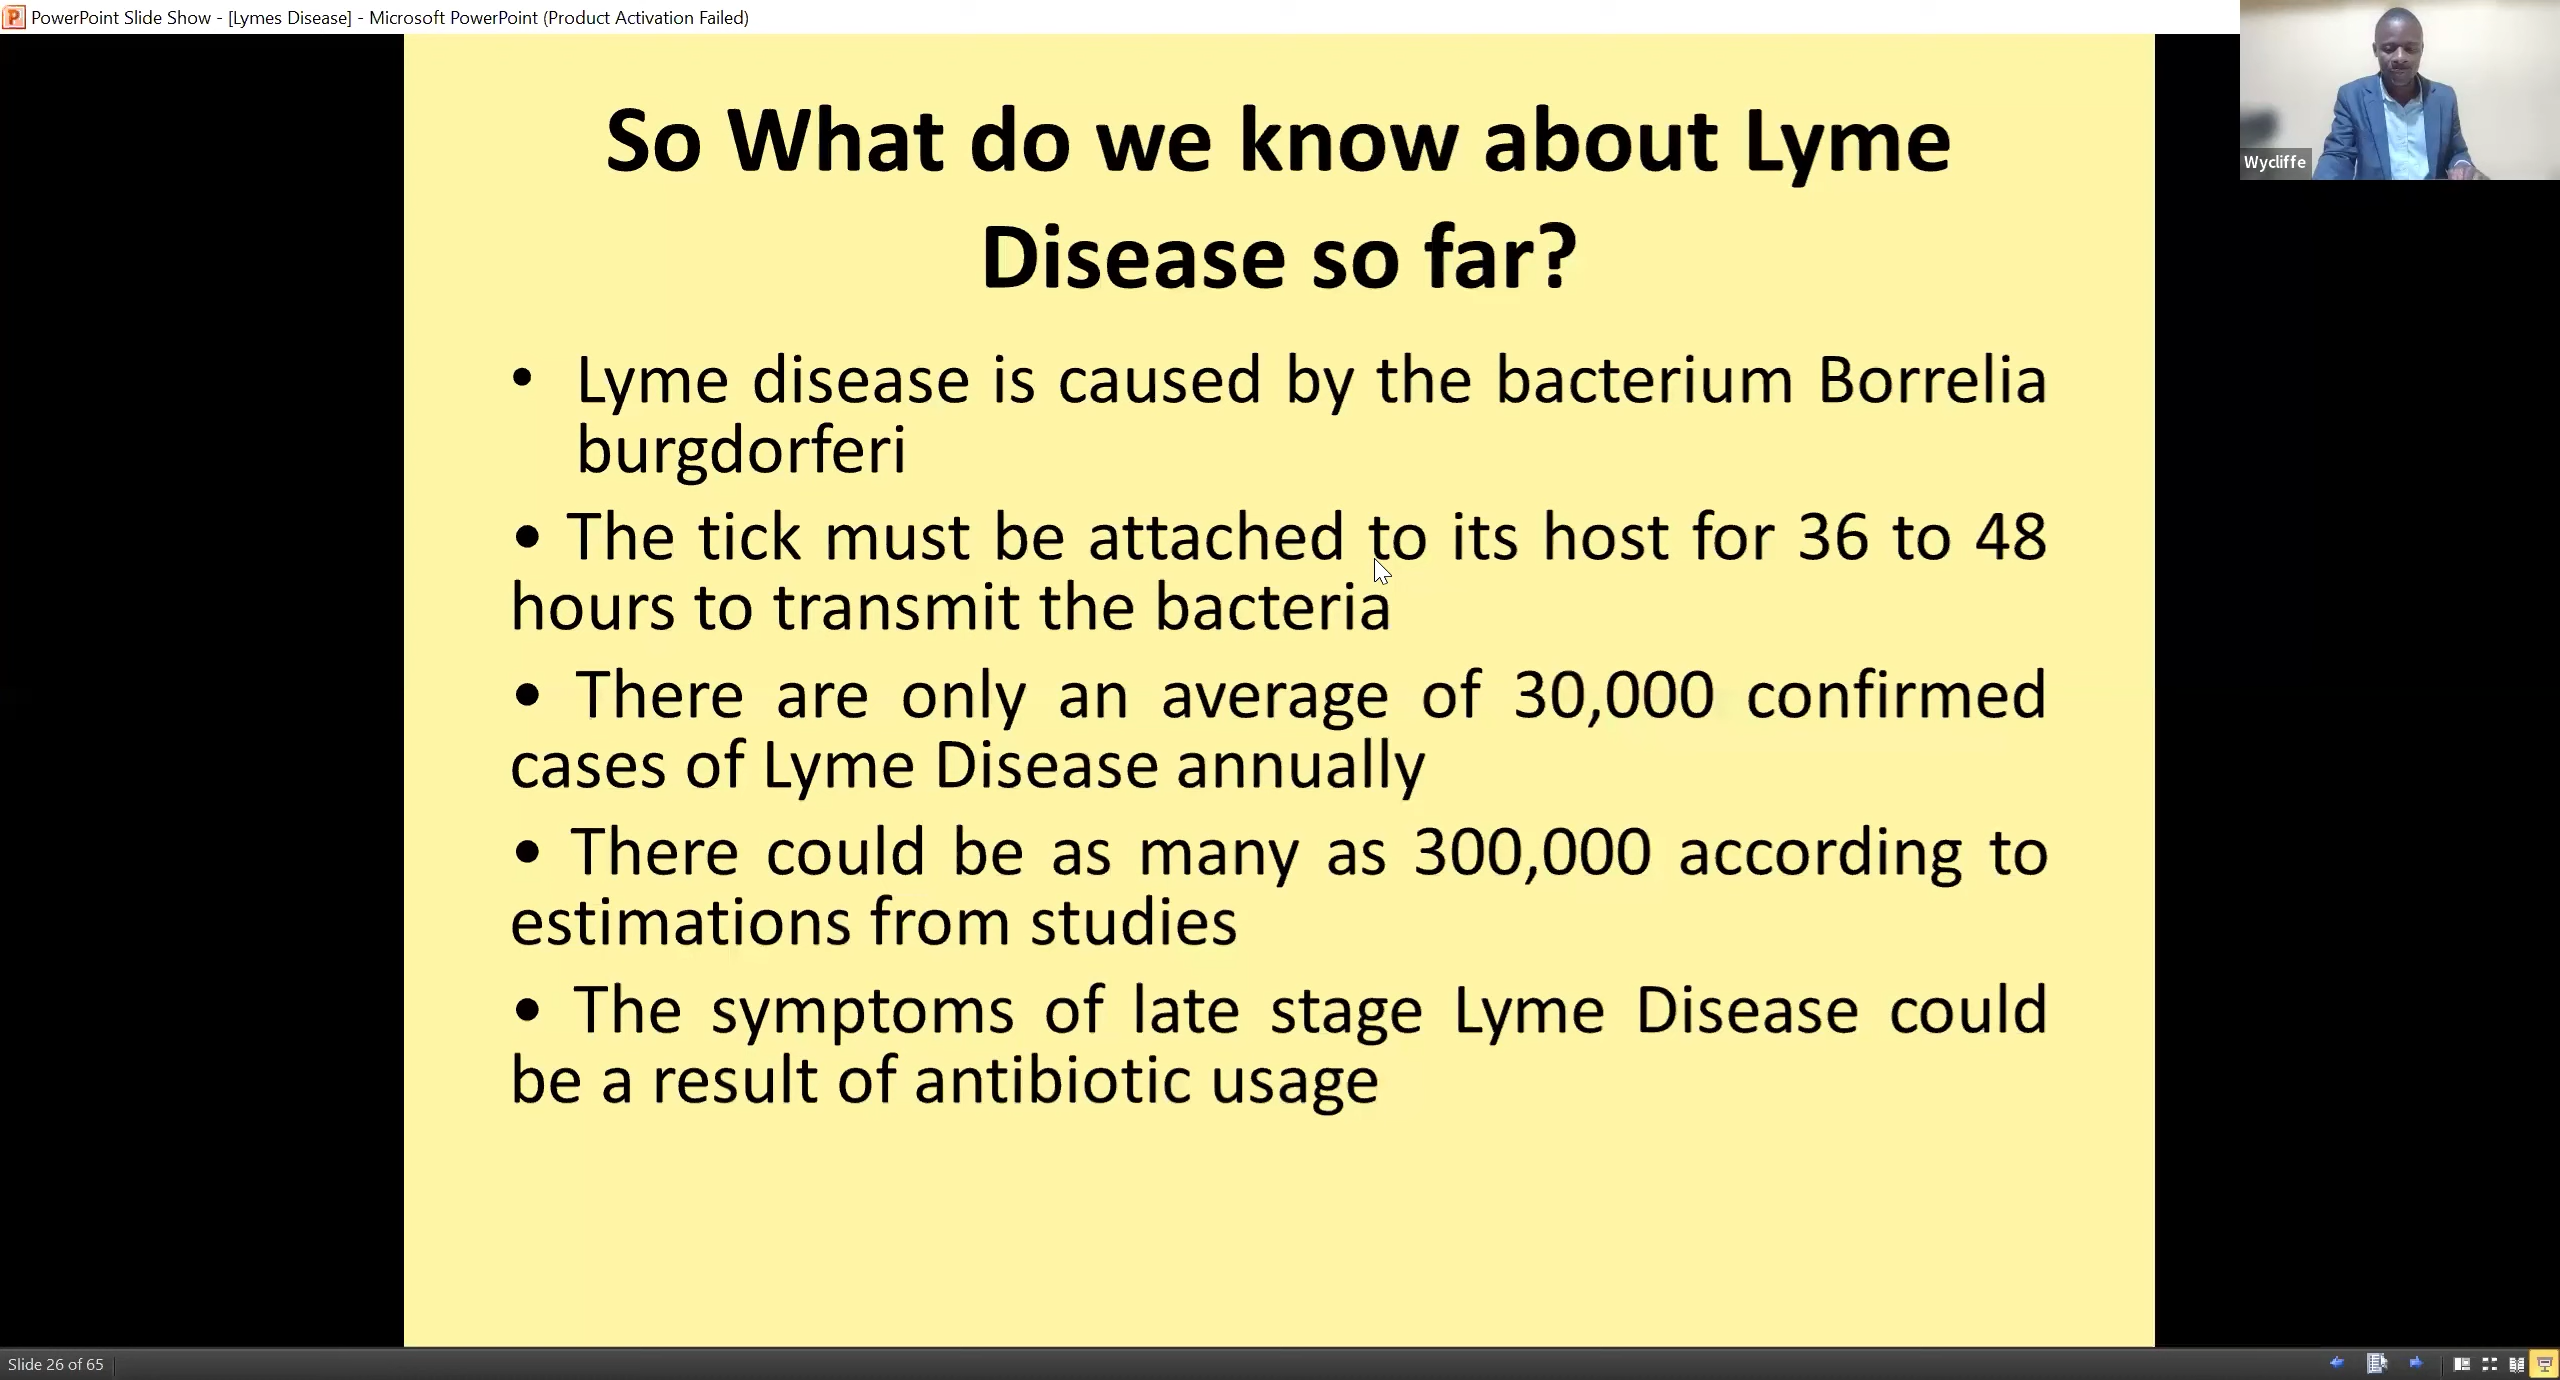 PowerPoint Slide Show - [Lymes Disease] - Microsoft PowerPoint (Product Activation Failed)
Wycliffe
So What do we know about Lyme
Disease so far?
• Lyme disease is caused by the bacterium Borrelia
burgdorferi
• The tick must be attached to its host for 36 to 48
hours to transmit the bacteria
• There are only an average of 30,000 confirmed
cases of Lyme Disease annually
• There could be as many as 300,000 according to
estimations from studies
• The symptoms of late stage Lyme Disease could
be a result of antibiotic usage
Slide 26 of 65